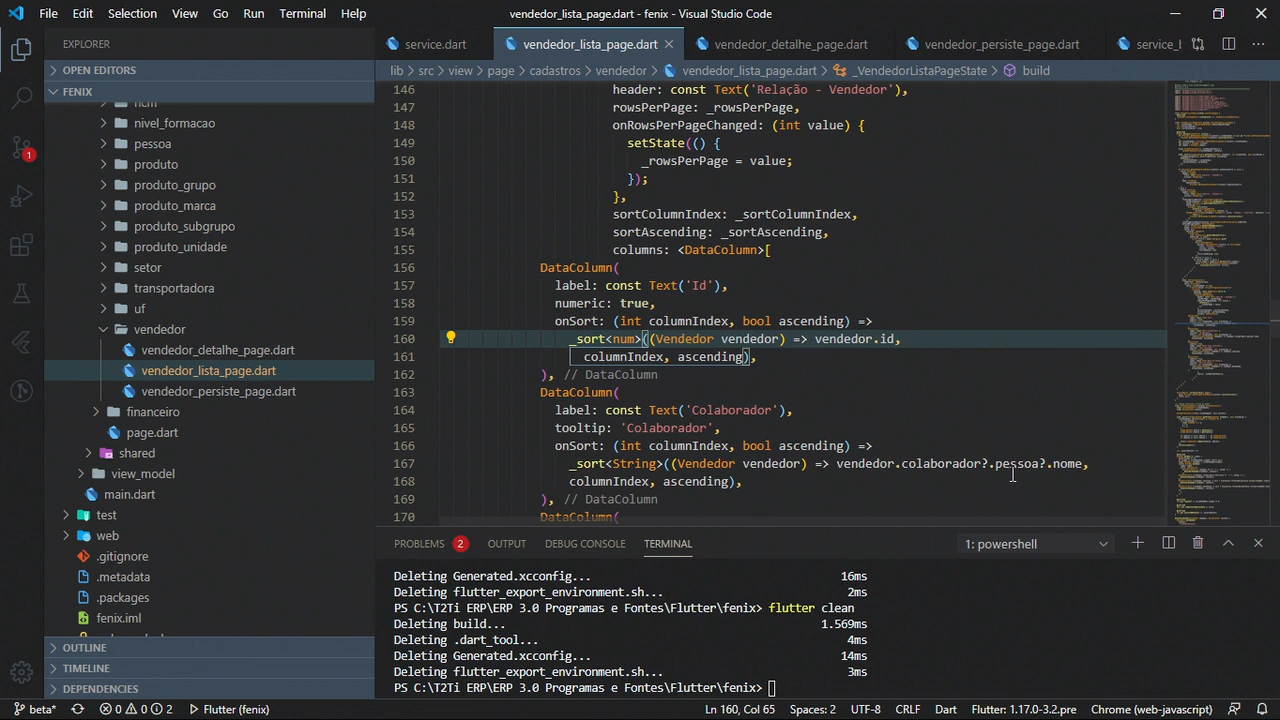 File Edit Selection View Go Run Terminal Help
vendedor_lista_page.dart - fenix - Visual Studio Code
EXPLORER
OPEN EDITORS
FENIX
ncm
nivel_formacao
pessoa
produto
produto_grupo
produto_marca
produto_subgrupo
produto_unidade
setor
transportadora
uf
vendedor
vendedor_detalhe_page.dart
vendedor_lista_page.dart
vendedor_persiste_page.dart
financeiro
page.dart
shared
view_model
main.dart
test
web
.gitignore
.metadata
.packages
fenix.iml
OUTLINE
TIMELINE
DEPENDENCIES
1
service.dart vendedor_lista_page.dart vendedor_detalhe_page.dart vendedor_persiste_page.dart service_l
lib > src > view > page > cadastros > vendedor > vendedor_lista_page.dart > _VendedorListaPageState > build
146 header: const Text('Relação - Vendedor'),
147 rowsPerPage: _rowsPerPage,
148 onRowsPerPageChanged: (int value) {
149 setState(() {
150 _rowsPerPage = value;
151 });
152 },
153 sortColumnIndex: _sortColumnIndex,
154 sortAscending: _sortAscending,
155 columns: <DataColumn>[
156 DataColumn(
157 label: const Text('Id'),
158 numeric: true,
159 onSort: (int columnIndex, bool ascending) =>
160 _sort<num>((Vendedor vendedor) => vendedor.id,
161 columnIndex, ascending),
162 ), // DataColumn
163 DataColumn(
164 label: const Text('Colaborador'),
165 tooltip: 'Colaborador',
166 onSort: (int columnIndex, bool ascending) =>
167 _sort<String>((Vendedor vendedor) => vendedor.colaborador?.pessoa?.nome,
168 columnIndex, ascending),
169 ), // DataColumn
170 DataColumn(
PROBLEMS 2 OUTPUT DEBUG CONSOLE TERMINAL 1: powershell
Deleting Generated.xcconfig... 16ms
Deleting flutter_export_environment.sh... 2ms
PS C:\T2Ti ERP\ERP 3.0 Programas e Fontes\Flutter\fenix> flutter clean
Deleting build... 1.569ms
Deleting .dart_tool... 4ms
Deleting Generated.xcconfig... 14ms
Deleting flutter_export_environment.sh... 3ms
PS C:\T2Ti ERP\ERP 3.0 Programas e Fontes\Flutter\fenix>
beta* 0 0 2 Flutter (fenix) Ln 160, Col 65 Spaces: 2 UTF-8 CRLF Dart Flutter: 1.17.0-3.2.pre Chrome (web-javascript)